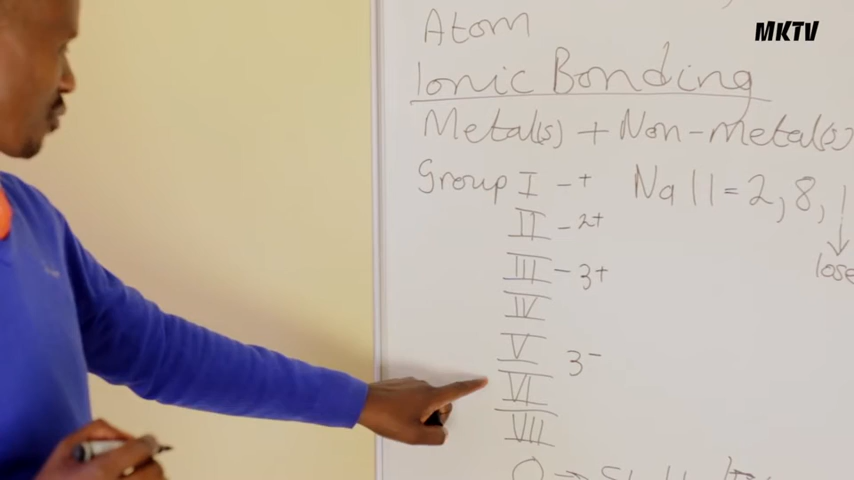 MKTV
Atom
Ionic Bonding
Metal(s) + Non-metal(s)
Group I - + Na 11 = 2, 8, 1
II - 2+
lose
III - 3+
IV
V 3-
VI
VII
0 →